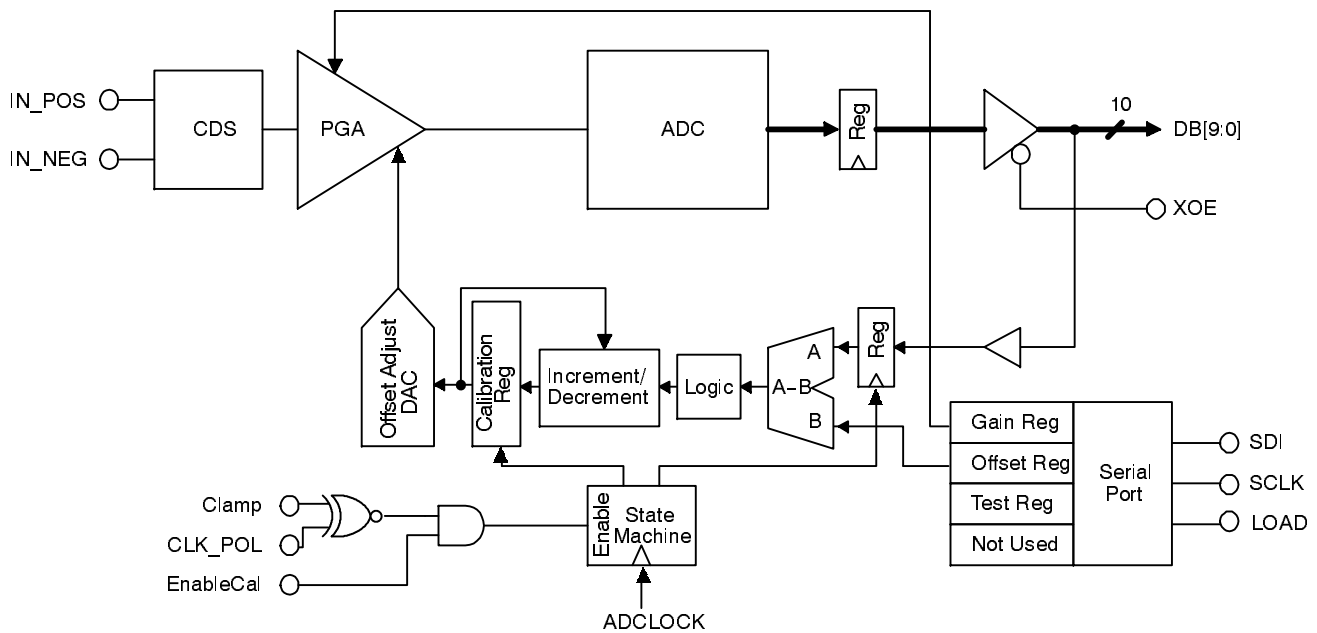 IN_POS
IN_NEG
CDS
PGA
ADC
Reg
10
DB[9:0]
XOE
Offset Adjust
DAC
Calibration
Reg
Increment/
Decrement
Logic
A
A–B
B
Reg
Gain Reg
Offset Reg
Test Reg
Not Used
Serial
Port
SDI
SCLK
LOAD
Clamp
CLK_POL
EnableCal
Enable
State
Machine
ADCLOCK